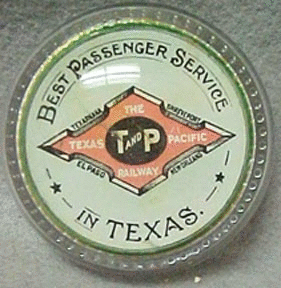 BEST PASSENGER SERVICE
TEXARKANA
SHREVEPORT
THE
TEXAS T AND P PACIFIC
RAILWAY
EL PASO
NEW ORLEANS
IN TEXAS.